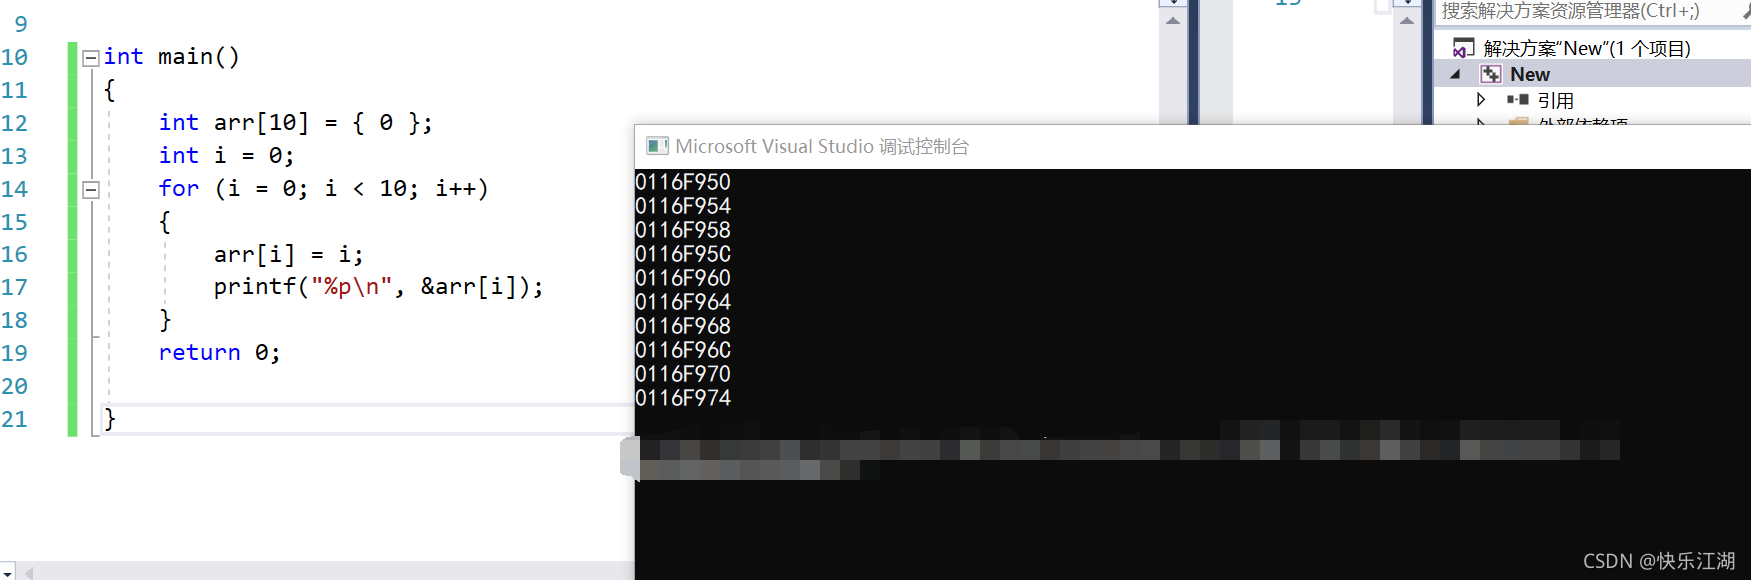 9
10 int main()
11 {
12 int arr[10] = { 0 };
13 int i = 0;
14 for (i = 0; i < 10; i++)
15 {
16 arr[i] = i;
17 printf("%p\n", &arr[i]);
18 }
19 return 0;
20
21 }
搜索解决方案资源管理器(Ctrl+;)
解决方案“New”(1 个项目)
New
引用
外部依赖项
Microsoft Visual Studio 调试控制台
0116F950
0116F954
0116F958
0116F95C
0116F960
0116F964
0116F968
0116F96C
0116F970
0116F974
CSDN @快乐江湖